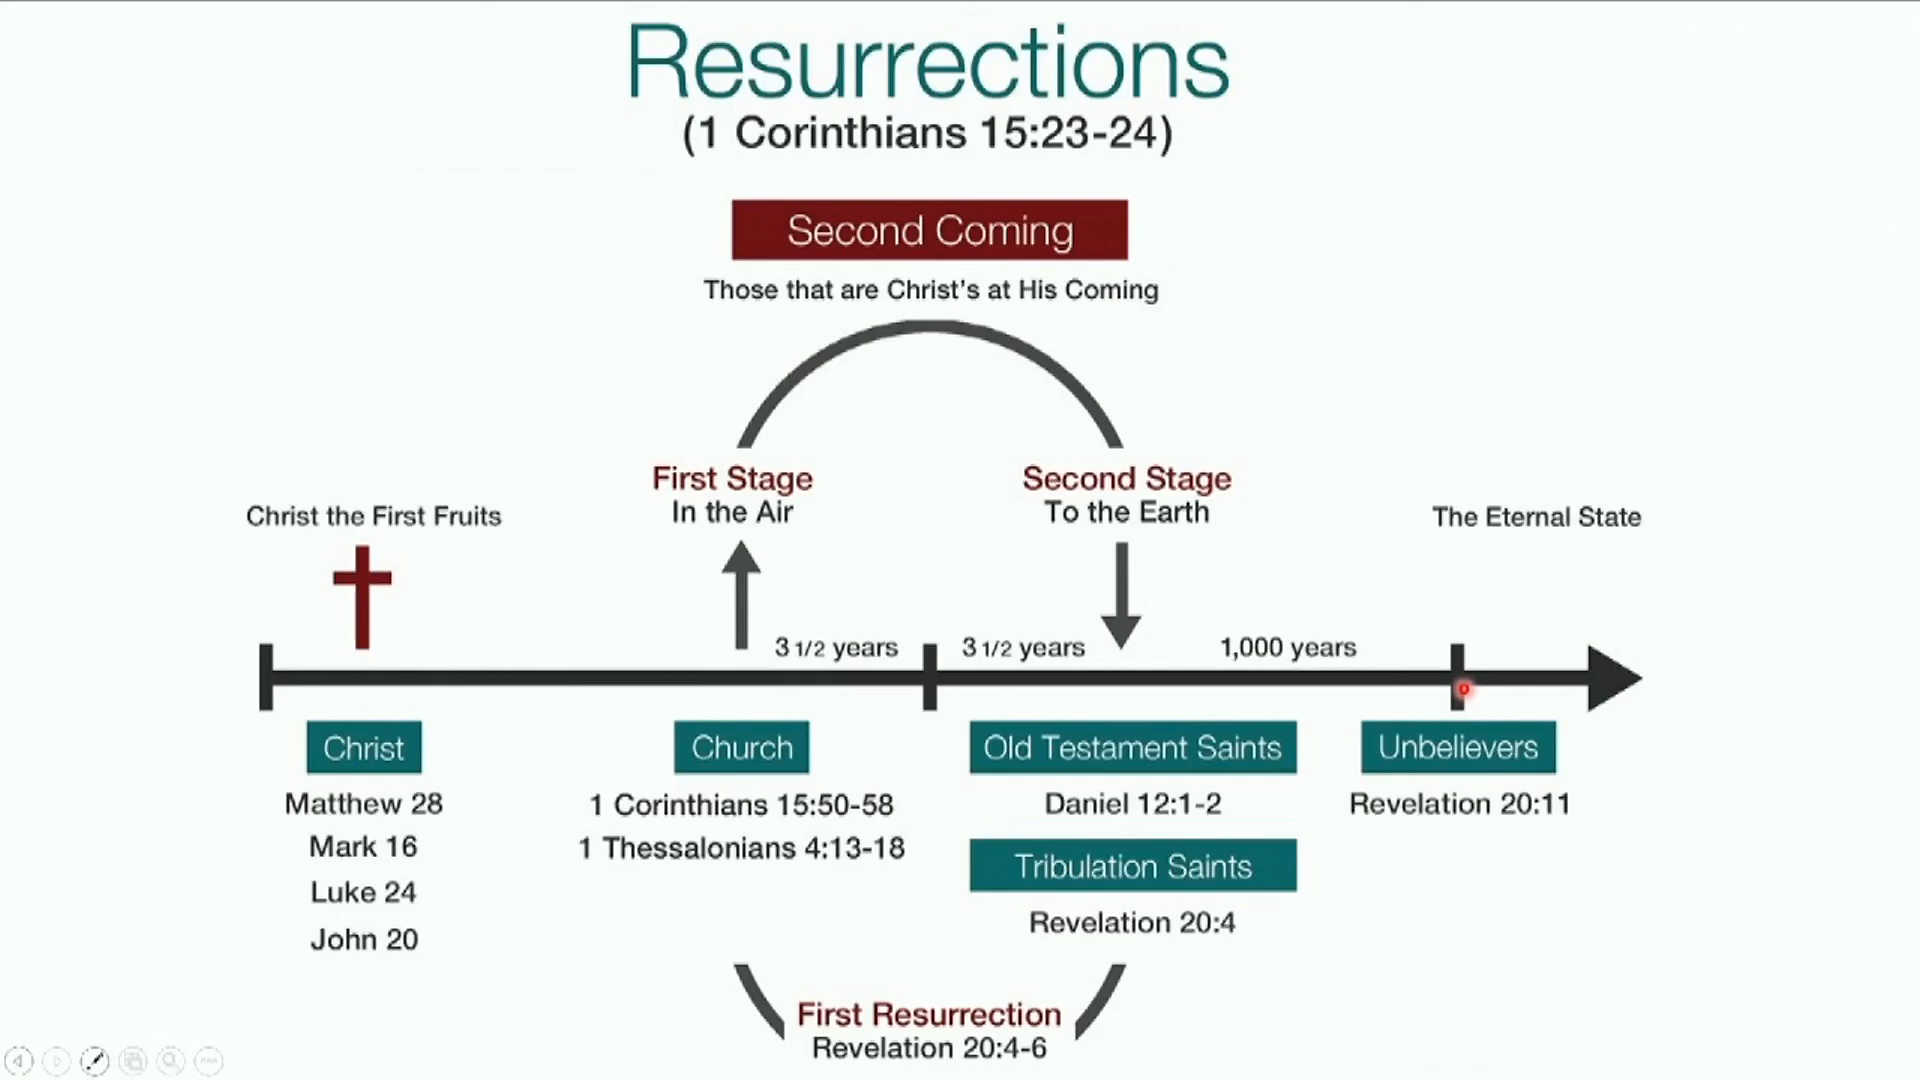 Resurrections
(1 Corinthians 15:23-24)
Second Coming
Those that are Christ's at His Coming
First Stage
In the Air
Second Stage
To the Earth
Christ the First Fruits
The Eternal State
3 1/2 years
3 1/2 years
1,000 years
Christ
Matthew 28
Mark 16
Luke 24
John 20
Church
1 Corinthians 15:50-58
1 Thessalonians 4:13-18
Old Testament Saints
Daniel 12:1-2
Tribulation Saints
Revelation 20:4
Unbelievers
Revelation 20:11
First Resurrection
Revelation 20:4-6